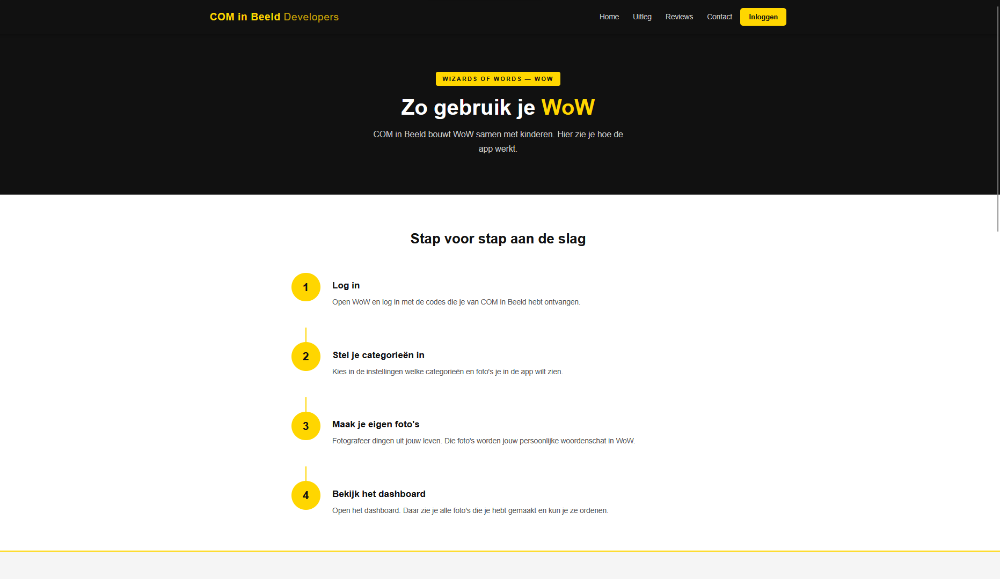 COM in Beeld Developers
Home Uitleg Reviews Contact Inloggen
WIZARDS OF WORDS — WOW
Zo gebruik je WoW
COM in Beeld bouwt WoW samen met kinderen. Hier zie je hoe de
app werkt.
Stap voor stap aan de slag
1
Log in
Open WoW en log in met de codes die je van COM in Beeld hebt ontvangen.
2
Stel je categorieën in
Kies in de instellingen welke categorieën en foto's je in de app wilt zien.
3
Maak je eigen foto's
Fotografeer dingen uit jouw leven. Die foto's worden jouw persoonlijke woordenschat in WoW.
4
Bekijk het dashboard
Open het dashboard. Daar zie je alle foto's die je hebt gemaakt en kun je ze ordenen.